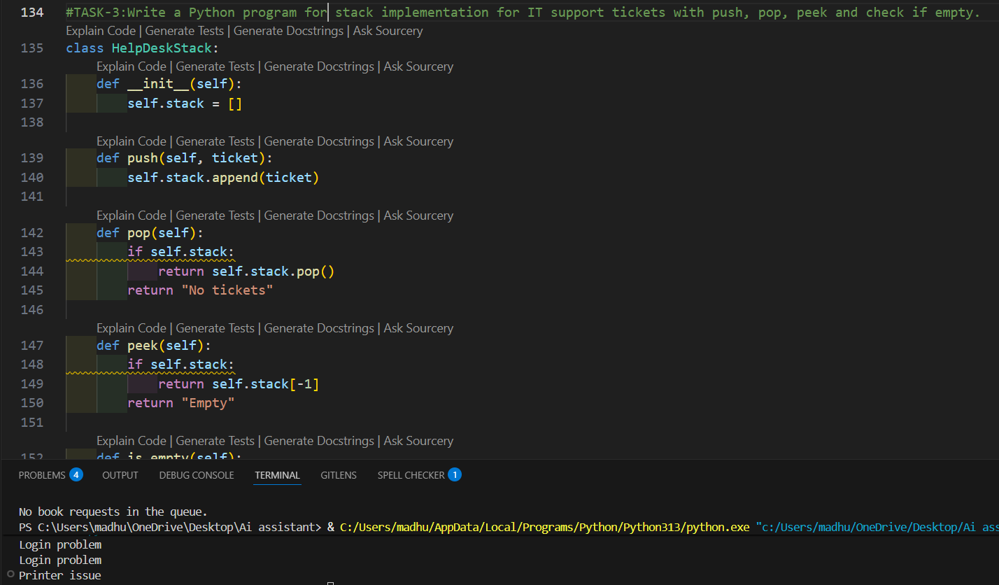 134 #TASK-3:Write a Python program for stack implementation for IT support tickets with push, pop, peek and check if empty.
Explain Code | Generate Tests | Generate Docstrings | Ask Sourcery
135 class HelpDeskStack:
Explain Code | Generate Tests | Generate Docstrings | Ask Sourcery
136 def __init__(self):
137 self.stack = []
138
Explain Code | Generate Tests | Generate Docstrings | Ask Sourcery
139 def push(self, ticket):
140 self.stack.append(ticket)
141
Explain Code | Generate Tests | Generate Docstrings | Ask Sourcery
142 def pop(self):
143 if self.stack:
144 return self.stack.pop()
145 return "No tickets"
146
Explain Code | Generate Tests | Generate Docstrings | Ask Sourcery
147 def peek(self):
148 if self.stack:
149 return self.stack[-1]
150 return "Empty"
151
Explain Code | Generate Tests | Generate Docstrings | Ask Sourcery
152 def is_empty(self):
PROBLEMS 4 OUTPUT DEBUG CONSOLE TERMINAL GITLENS SPELL CHECKER 1
No book requests in the queue.
PS C:\Users\madhu\OneDrive\Desktop\Ai assistant> & C:/Users/madhu/AppData/Local/Programs/Python/Python313/python.exe "c:/Users/madhu/OneDrive/Desktop/Ai ass
Login problem
Login problem
Printer issue